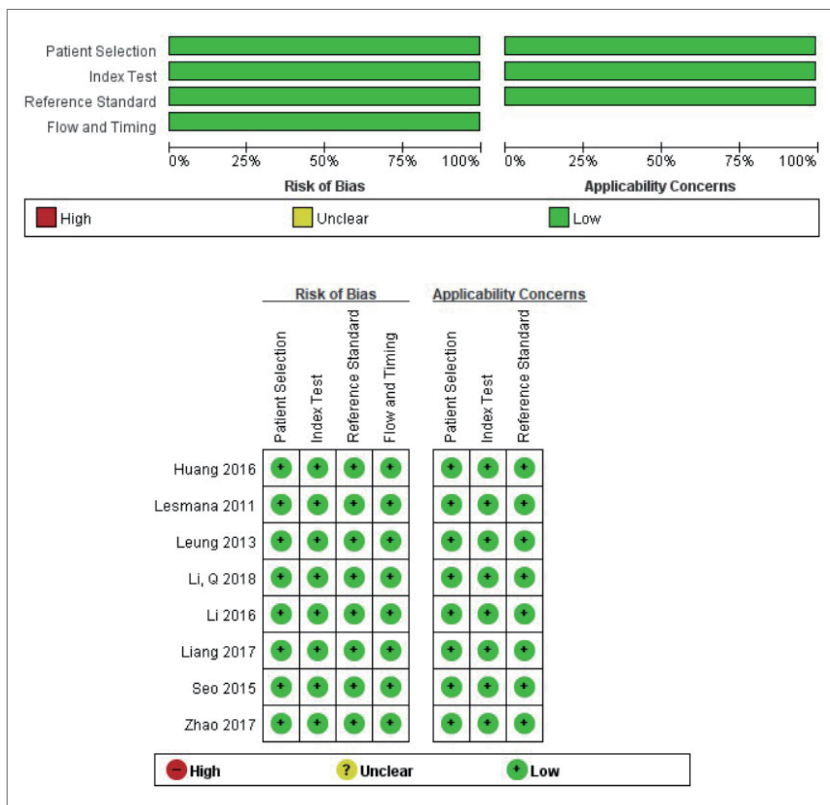 Patient Selection
Index Test
Reference Standard
Flow and Timing
0% 25% 50% 75% 100% 0% 25% 50% 75% 100%
Risk of Bias Applicability Concerns
High Unclear Low
Risk of Bias Applicability Concerns
Patient Selection
Index Test
Reference Standard
Flow and Timing
Patient Selection
Index Test
Reference Standard
Huang 2016 + + + + + + +
Lesmana 2011 + + + + + + +
Leung 2013 + + + + + + +
Li, Q 2018 + + + + + + +
Li 2016 + + + + + + +
Liang 2017 + + + + + + +
Seo 2015 + + + + + + +
Zhao 2017 + + + + + + +
– High ? Unclear + Low